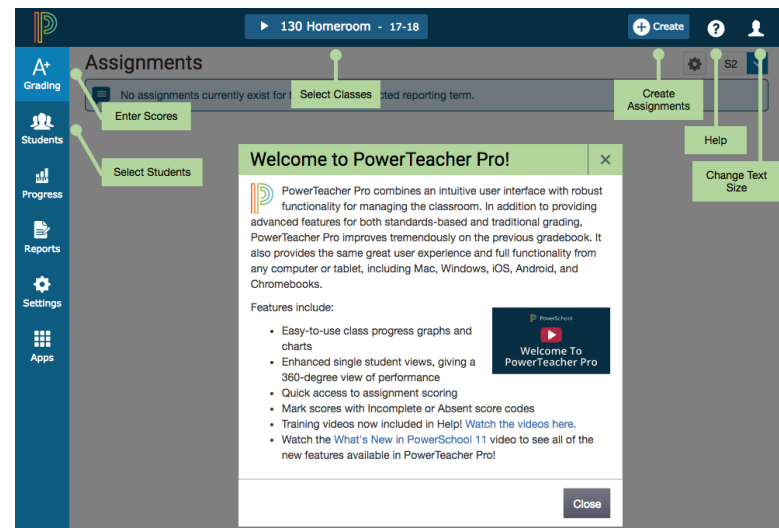 130 Homeroom - 17-18
Create
A+
Grading
Assignments
S2
No assignments currently exist for t
cted reporting term.
Select Classes
Create
Assignments
Enter Scores
Students
Help
Select Students
Change Text
Size
Progress
Reports
Settings
Apps
Welcome to PowerTeacher Pro!
PowerTeacher Pro combines an intuitive user interface with robust
functionality for managing the classroom. In addition to providing
advanced features for both standards-based and traditional grading,
PowerTeacher Pro improves tremendously on the previous gradebook. It
also provides the same great user experience and full functionality from
any computer or tablet, including Mac, Windows, iOS, Android, and
Chromebooks.
Features include:
• Easy-to-use class progress graphs and
charts
• Enhanced single student views, giving a
360-degree view of performance
• Quick access to assignment scoring
• Mark scores with Incomplete or Absent score codes
• Training videos now included in Help! Watch the videos here.
• Watch the What's New in PowerSchool 11 video to see all of the
new features available in PowerTeacher Pro!
PowerSchool
Welcome To
PowerTeacher Pro
Close